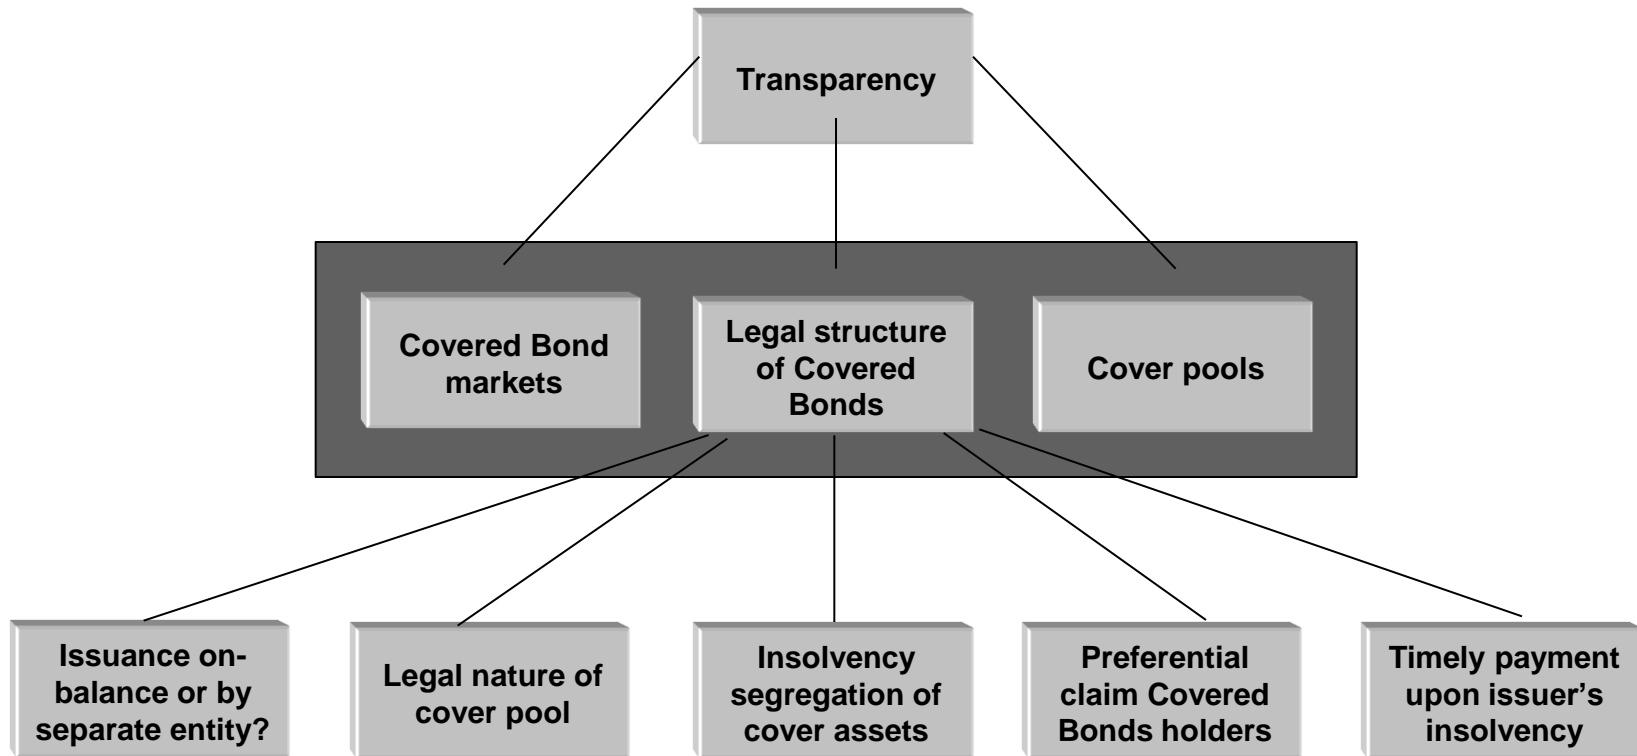 Transparency
Covered Bond
markets
Legal structure
of Covered
Bonds
Cover pools
Issuance on-
balance or by
separate entity?
Legal nature of
cover pool
Insolvency
segregation of
cover assets
Preferential
claim Covered
Bonds holders
Timely payment
upon issuer’s
insolvency